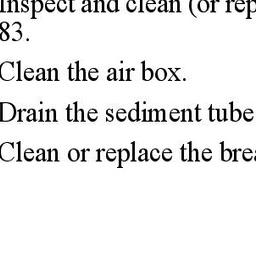 Inspect and clean (or rep
83.
Clean the air box.
Drain the sediment tube
Clean or replace the brea